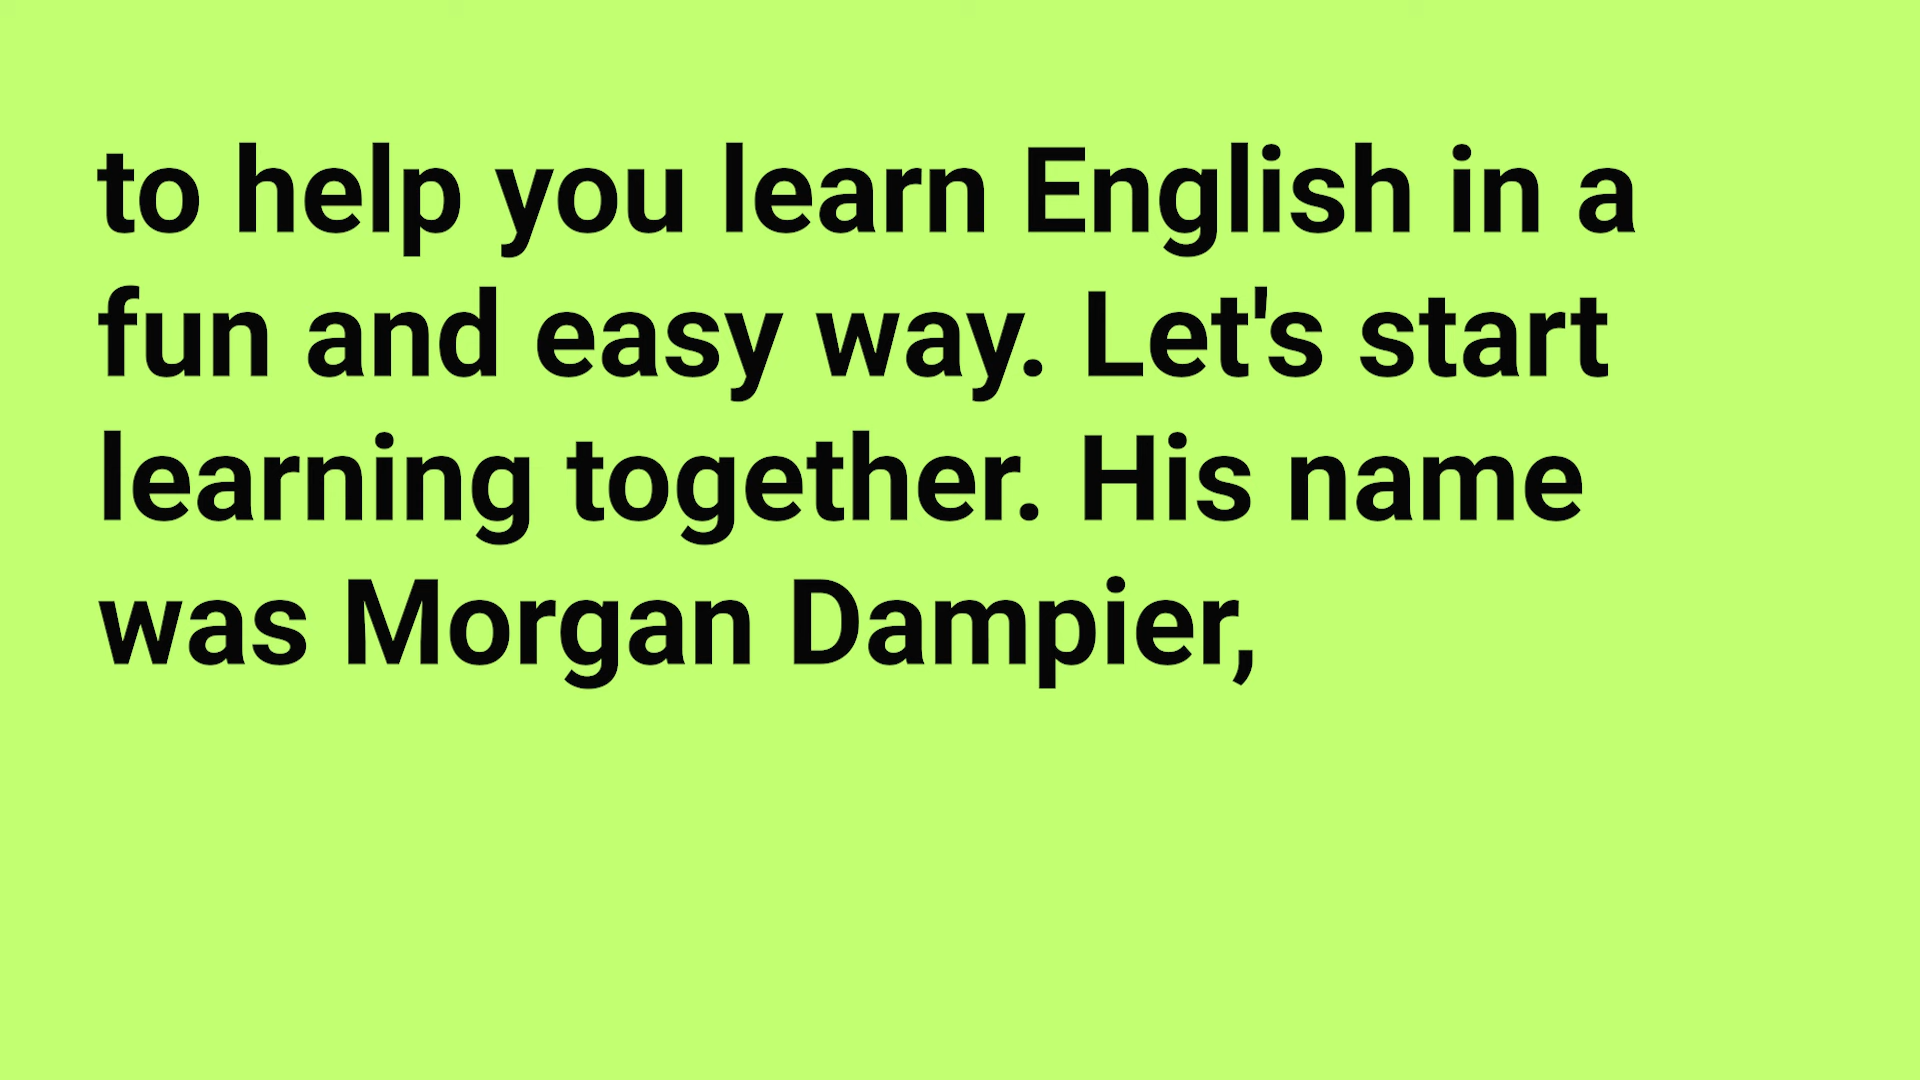 to help you learn English in a
fun and easy way. Let's start
learning together. His name
was Morgan Dampier,